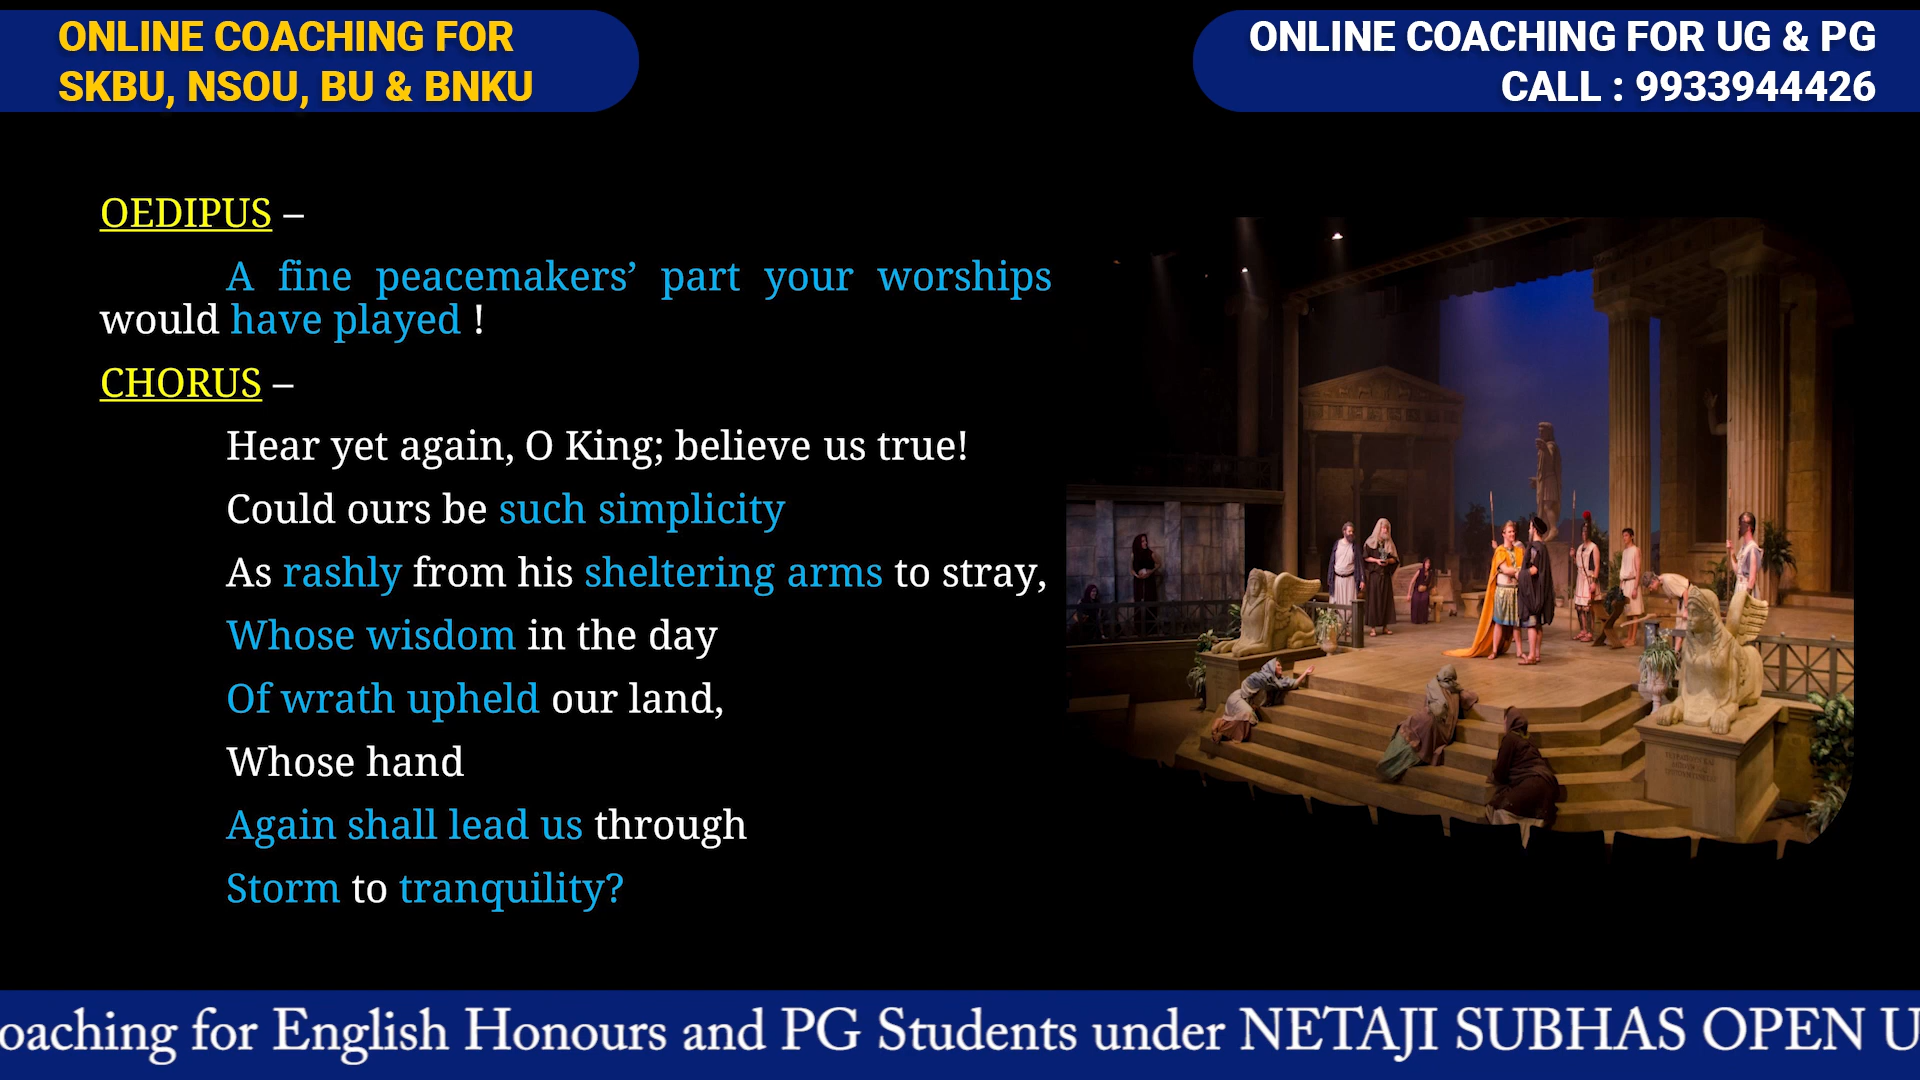 ONLINE COACHING FOR
SKBU, NSOU, BU & BNKU
ONLINE COACHING FOR UG & PG
CALL : 9933944426
OEDIPUS –
A fine peacemakers’ part your worships
would have played !
CHORUS –
Hear yet again, O King; believe us true!
Could ours be such simplicity
As rashly from his sheltering arms to stray,
Whose wisdom in the day
Of wrath upheld our land,
Whose hand
Again shall lead us through
Storm to tranquility?
oaching for English Honours and PG Students under NETAJI SUBHAS OPEN U